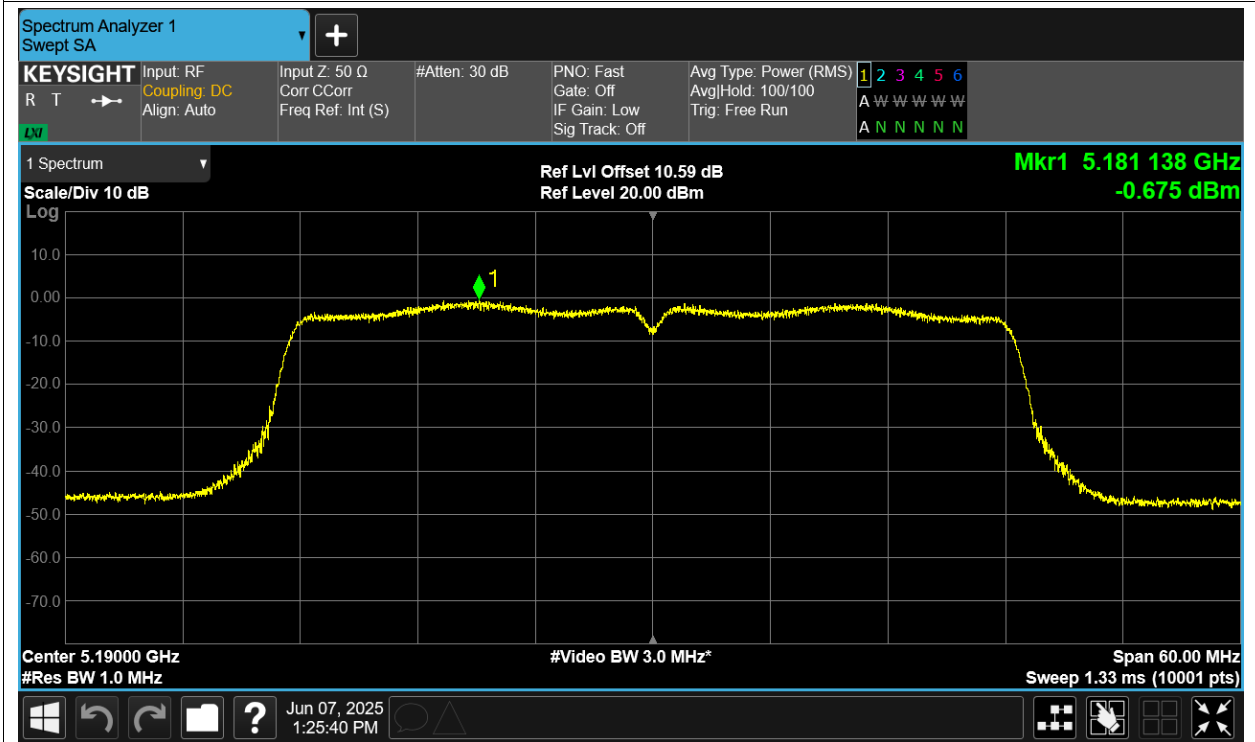 Spectrum Analyzer 1
Swept SA
KEYSIGHT
R T
LXI
Input: RF
Coupling: DC
Align: Auto
Input Z: 50 Ω
Corr CCorr
Freq Ref: Int (S)
#Atten: 30 dB
PNO: Fast
Gate: Off
IF Gain: Low
Sig Track: Off
Avg Type: Power (RMS)
Avg|Hold: 100/100
Trig: Free Run
1 2 3 4 5 6
A W W W W W
A N N N N N
1 Spectrum
Scale/Div 10 dB
Log
Ref Lvl Offset 10.59 dB
Ref Level 20.00 dBm
Mkr1 5.181 138 GHz
-0.675 dBm
10.0
0.00
-10.0
-20.0
-30.0
-40.0
-50.0
-60.0
-70.0
1
Center 5.19000 GHz
#Res BW 1.0 MHz
#Video BW 3.0 MHz*
Span 60.00 MHz
Sweep 1.33 ms (10001 pts)
?
Jun 07, 2025
1:25:40 PM